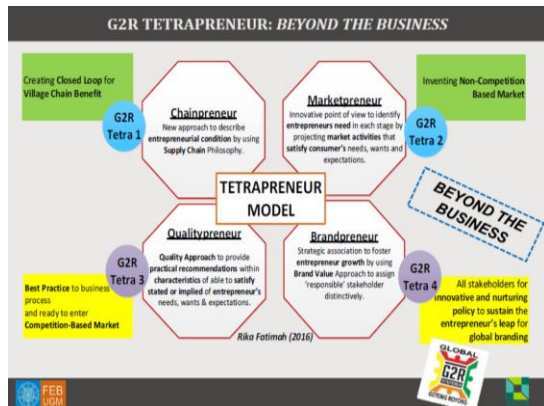 G2R TETRAPRENEUR: BEYOND THE BUSINESS
Creating Closed Loop for
Village Chain Benefit
G2R
Tetra 1
Chainpreneur
New approach to describe
entrepreneurial condition by using
Supply Chain Philosophy.
Marketpreneur
Innovative point of view to identify
entrepreneurs need in each stage by
projecting market activities that
satisfy consumer's needs, wants and
expectations.
Inventing Non-Competition
Based Market
G2R
Tetra 2
TETRAPRENEUR
MODEL
BEYOND THE
BUSINESS
Qualitypreneur
Quality Approach to provide
practical recommendations within
characteristics of able to satisfy
stated or implied of entrepreneur's
needs, wants & expectations.
G2R
Tetra 3
Best Practice to business
process
and ready to enter
Competition-Based Market
Brandpreneur
Strategic association to foster
entrepreneur growth by using
Brand Value Approach to assign
'responsible' stakeholder
distinctively.
G2R
Tetra 4
All stakeholders for
innovative and nurturing
policy to sustain the
entrepreneur's leap for
global branding
Rika Fatimah (2016)
GLOBAL
G2R
GOTONG ROYONG
FEB
UGM